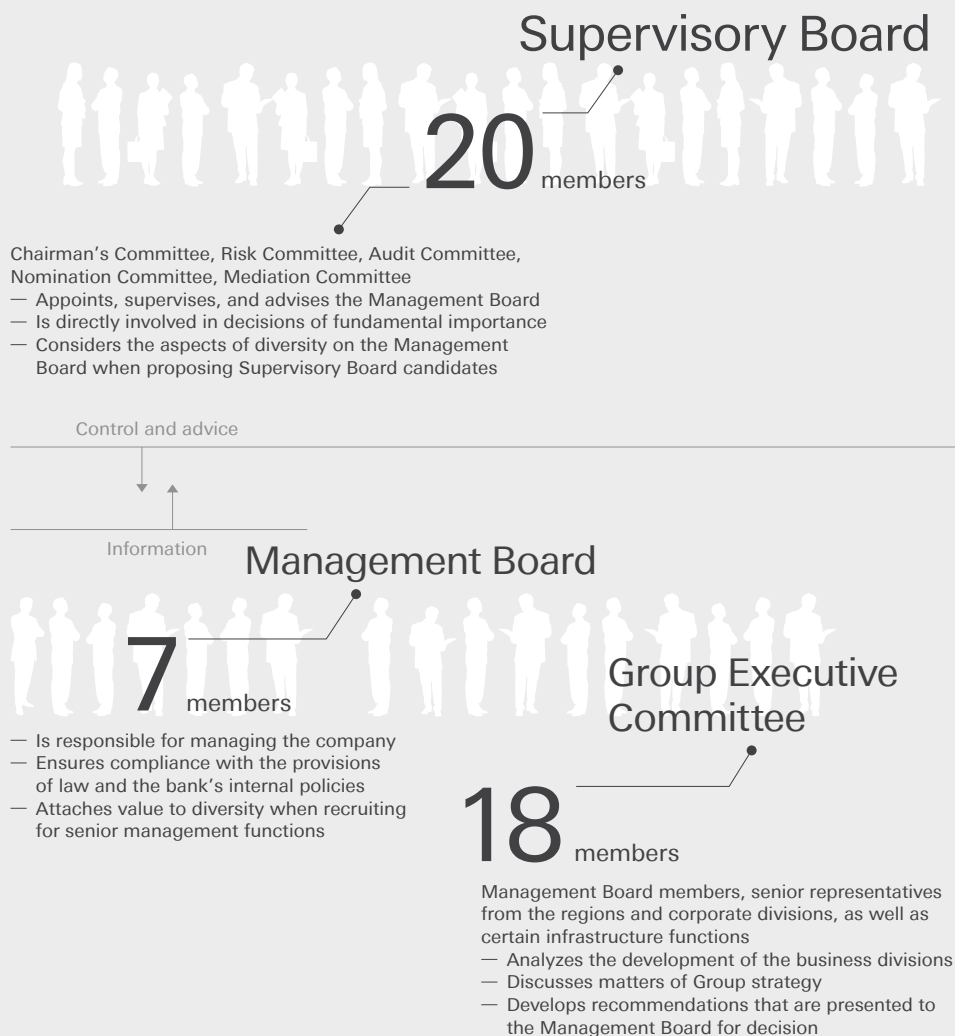 Supervisory Board
20 members
Chairman's Committee, Risk Committee, Audit Committee,
Nomination Committee, Mediation Committee
— Appoints, supervises, and advises the Management Board
— Is directly involved in decisions of fundamental importance
— Considers the aspects of diversity on the Management
Board when proposing Supervisory Board candidates
Control and advice
Information
Management Board
7 members
— Is responsible for managing the company
— Ensures compliance with the provisions
of law and the bank's internal policies
— Attaches value to diversity when recruiting
for senior management functions
Group Executive
Committee
18 members
Management Board members, senior representatives
from the regions and corporate divisions, as well as
certain infrastructure functions
— Analyzes the development of the business divisions
— Discusses matters of Group strategy
— Develops recommendations that are presented to
the Management Board for decision